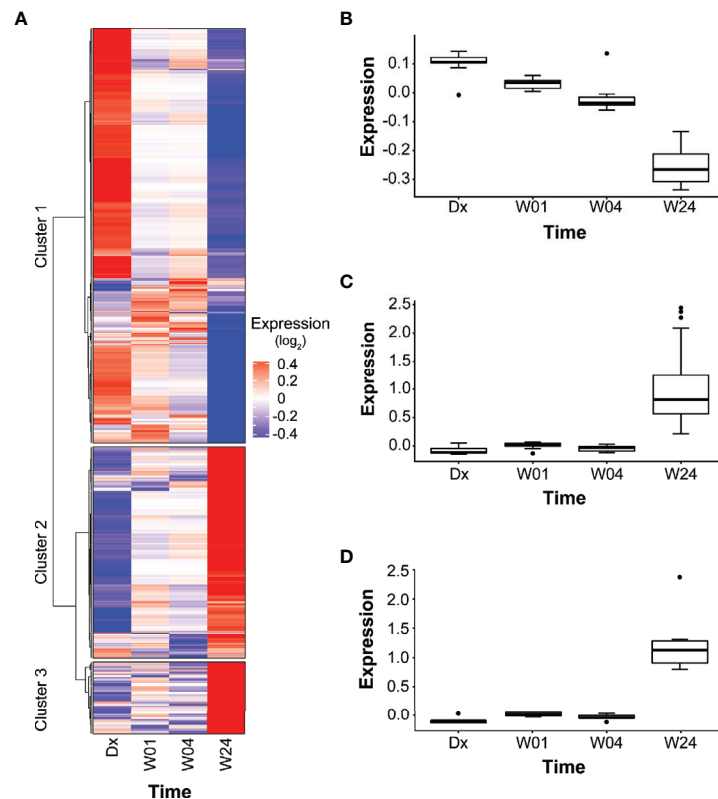 A
Cluster 1
Cluster 2
Cluster 3
Expression
(log2)
0.4
0.2
0
-0.2
-0.4
Dx W01 W04 W24
Time
B
Expression
0.1
0.0
-0.1
-0.2
-0.3
Dx W01 W04 W24
Time
C
Expression
2.5
2.0
1.5
1.0
0.5
0.0
Dx W01 W04 W24
Time
D
Expression
2.5
2.0
1.5
1.0
0.5
0.0
Dx W01 W04 W24
Time